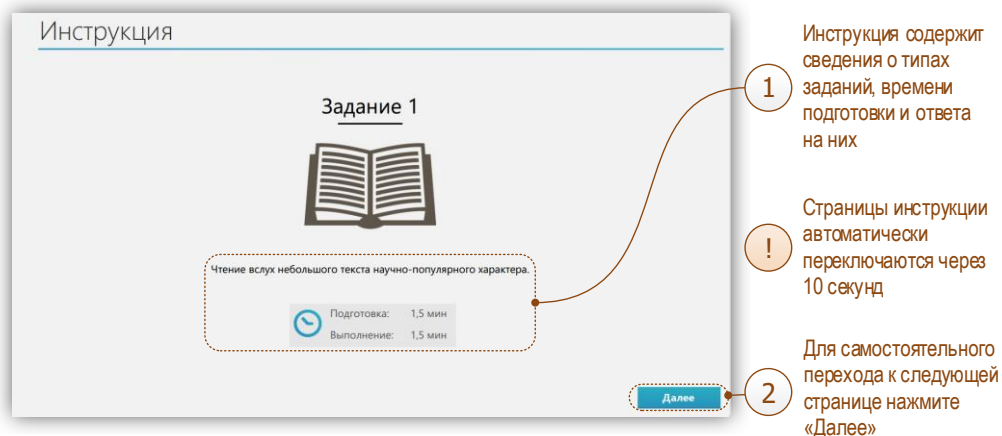 Инструкция
Задание 1
Чтение вслух небольшого текста научно-популярного характера.
Подготовка: 1,5 мин
Выполнение: 1,5 мин
Далее
1
Инструкция содержит
сведения о типах
заданий, времени
подготовки и ответа
на них
!
Страницы инструкции
автоматически
переключаются через
10 секунд
2
Для самостоятельного
перехода к следующей
странице нажмите
«Далее»